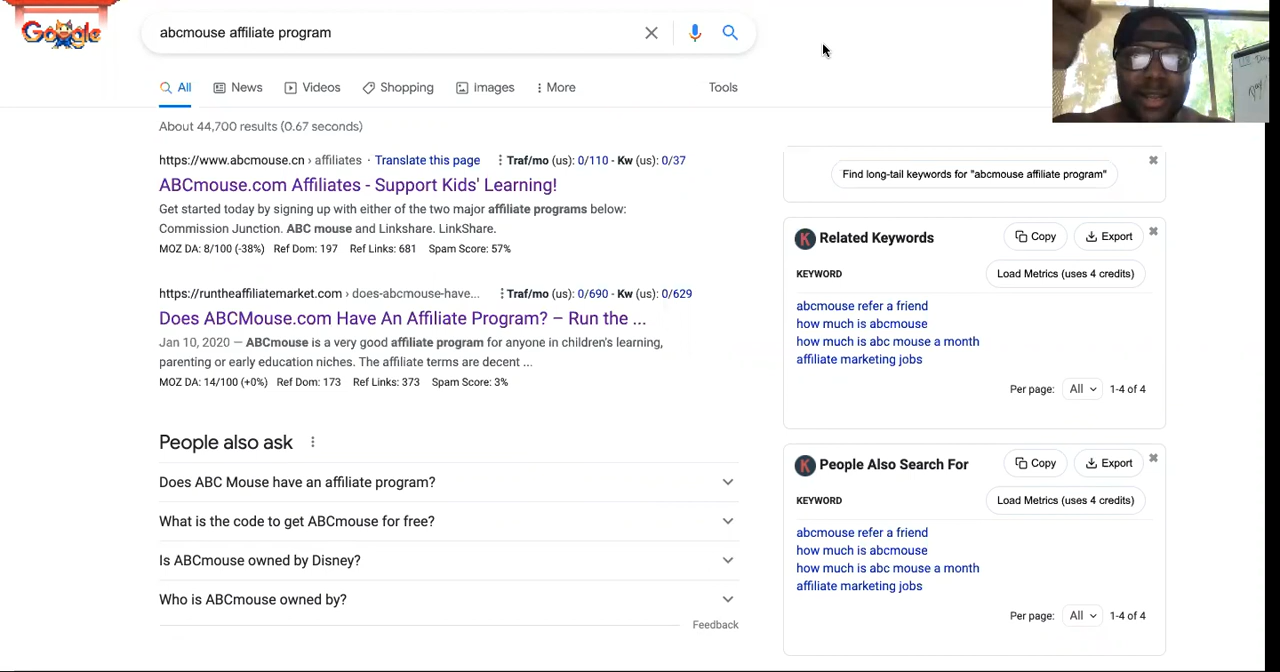 Google
abcmouse affiliate program
All
News
Videos
Shopping
Images
More
Tools
About 44,700 results (0.67 seconds)
https://www.abcmouse.cn › affiliates · Translate this page
Traf/mo (us): 0/110 - Kw (us): 0/37
ABCmouse.com Affiliates - Support Kids' Learning!
Get started today by signing up with either of the two major affiliate programs below:
Commission Junction. ABC mouse and Linkshare. LinkShare.
MOZ DA: 8/100 (-38%) Ref Dom: 197 Ref Links: 681 Spam Score: 57%
https://runtheaffiliatemarket.com › does-abcmouse-have...
Traf/mo (us): 0/690 - Kw (us): 0/629
Does ABCMouse.com Have An Affiliate Program? – Run the ...
Jan 10, 2020 — ABCmouse is a very good affiliate program for anyone in children's learning,
parenting or early education niches. The affiliate terms are decent ...
MOZ DA: 14/100 (+0%) Ref Dom: 173 Ref Links: 373 Spam Score: 3%
People also ask
Does ABC Mouse have an affiliate program?
What is the code to get ABCmouse for free?
Is ABCmouse owned by Disney?
Who is ABCmouse owned by?
Feedback
Find long-tail keywords for "abcmouse affiliate program"
K Related Keywords
Copy
Export
KEYWORD
Load Metrics (uses 4 credits)
abcmouse refer a friend
how much is abcmouse
how much is abc mouse a month
affiliate marketing jobs
Per page: All 1-4 of 4
K People Also Search For
Copy
Export
KEYWORD
Load Metrics (uses 4 credits)
abcmouse refer a friend
how much is abcmouse
how much is abc mouse a month
affiliate marketing jobs
Per page: All 1-4 of 4